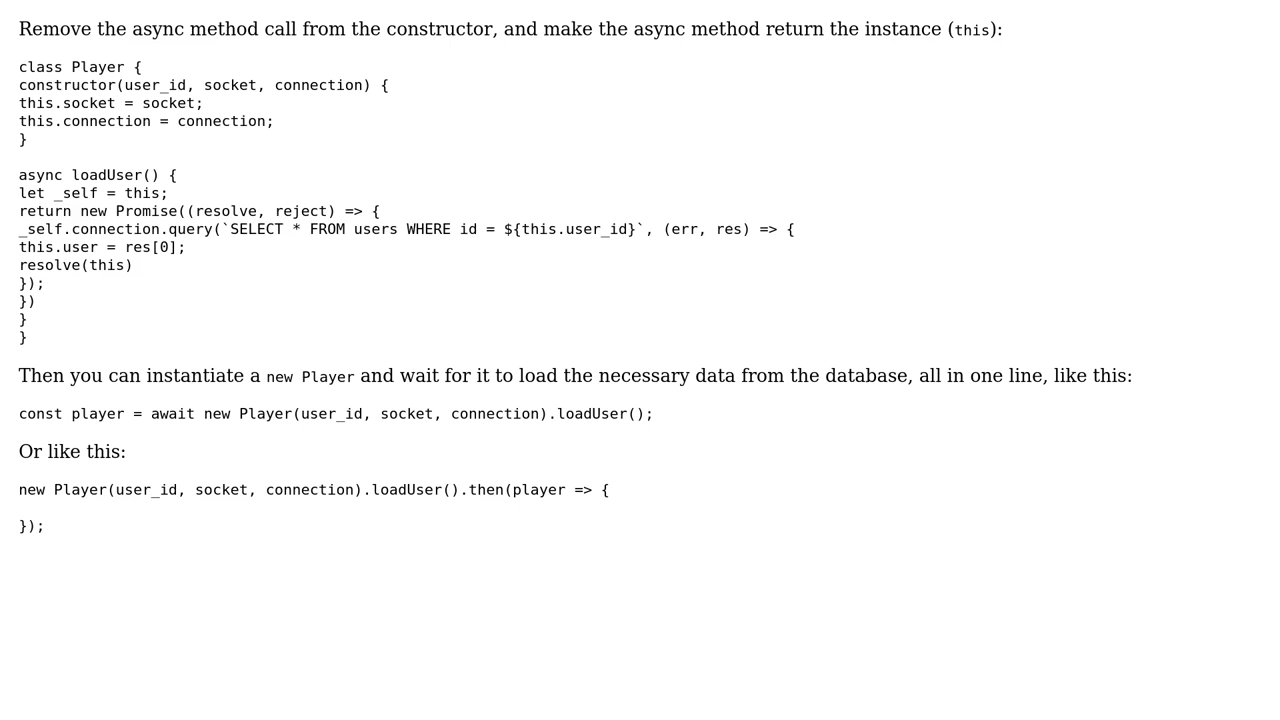 Remove the async method call from the constructor, and make the async method return the instance (this):
class Player {
constructor(user_id, socket, connection) {
this.socket = socket;
this.connection = connection;
}
async loadUser() {
let _self = this;
return new Promise((resolve, reject) => {
_self.connection.query(`SELECT * FROM users WHERE id = ${this.user_id}`, (err, res) => {
this.user = res[0];
resolve(this)
});
})
}
}
Then you can instantiate a new Player and wait for it to load the necessary data from the database, all in one line, like this:
const player = await new Player(user_id, socket, connection).loadUser();
Or like this:
new Player(user_id, socket, connection).loadUser().then(player => {
});